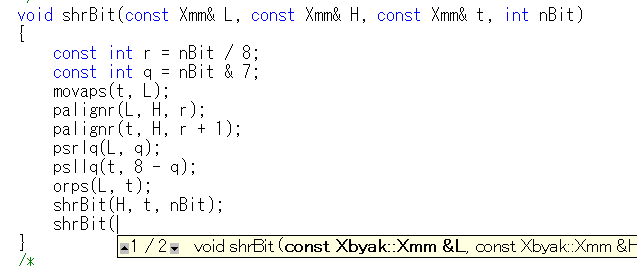 void shrBit(const Xmm& L, const Xmm& H, const Xmm& t, int nBit)
{
const int r = nBit / 8;
const int q = nBit & 7;
movaps(t, L);
palignr(L, H, r);
palignr(t, H, r + 1);
psrlq(L, q);
psllq(t, 8 - q);
orps(L, t);
shrBit(H, t, nBit);
shrBit(
▲1 / 2▼ void shrBit (const Xbyak::Xmm &L, const Xbyak::Xmm &H
}
/*